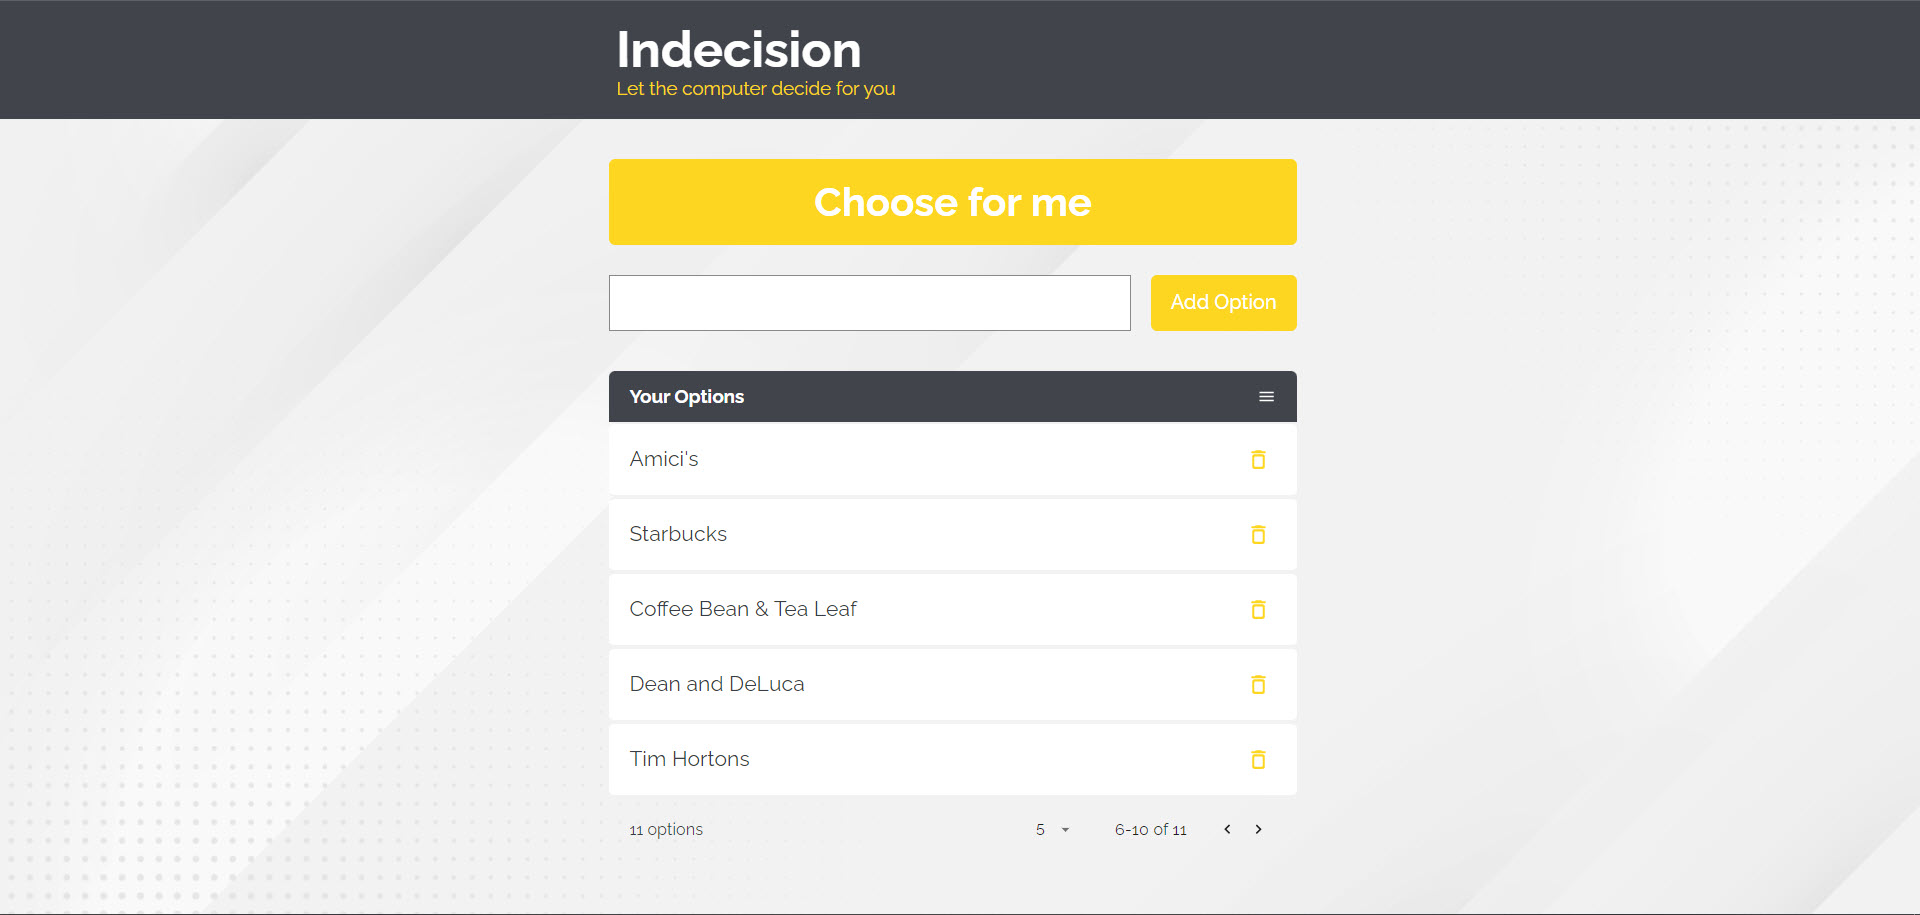 Indecision
Let the computer decide for you
Choose for me
Add Option
Your Options
Amici's
Starbucks
Coffee Bean & Tea Leaf
Dean and DeLuca
Tim Hortons
11 options 5 6-10 of 11